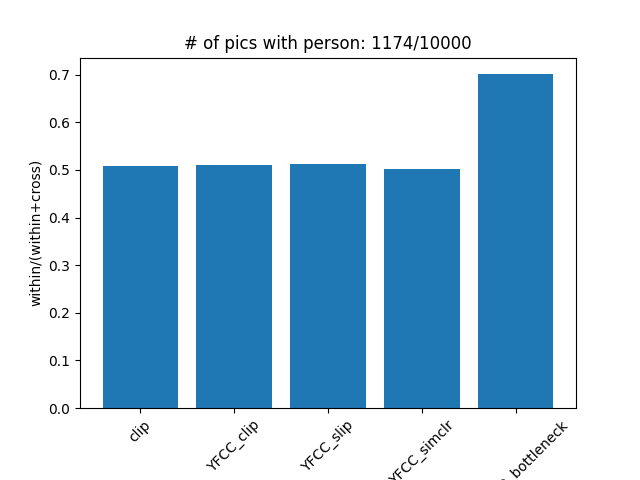 # of pics with person: 1174/10000
within/(within+cross)
0.7
0.6
0.5
0.4
0.3
0.2
0.1
0.0
clip
YFCC_clip
YFCC_slip
YFCC_simclr
_bottleneck